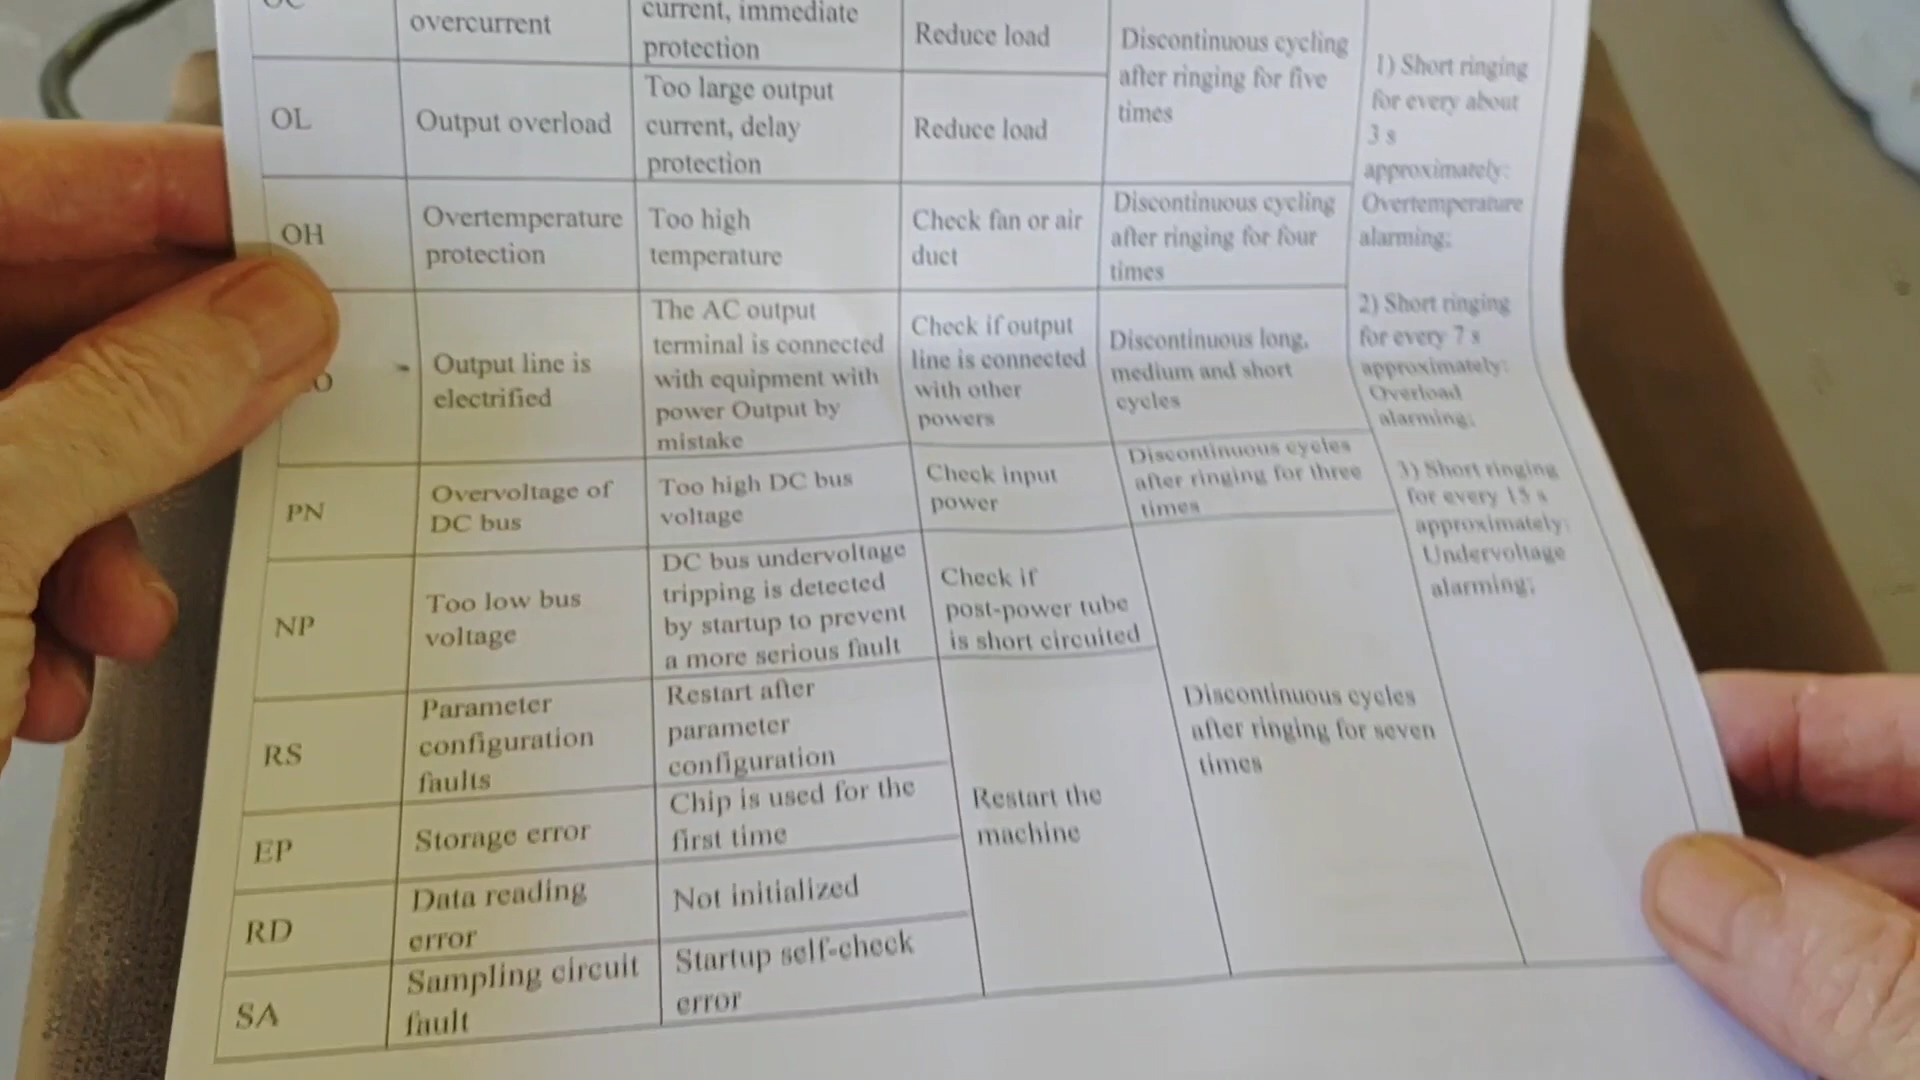 OC
overcurrent
current, immediate
protection
Reduce load
Discontinuous cycling
after ringing for five
times
OL
Output overload
Too large output
current, delay
protection
Reduce load
OH
Overtemperature
protection
Too high
temperature
Check fan or air
duct
Discontinuous cycling
after ringing for four
times
O
Output line is
electrified
The AC output
terminal is connected
with equipment with
power Output by
mistake
Check if output
line is connected
with other
powers
Discontinuous long,
medium and short
cycles
PN
Overvoltage of
DC bus
Too high DC bus
voltage
Check input
power
Discontinuous cycles
after ringing for three
times
NP
Too low bus
voltage
DC bus undervoltage
tripping is detected
by startup to prevent
a more serious fault
Check if
post-power tube
is short circuited
Discontinuous cycles
after ringing for seven
times
RS
Parameter
configuration
faults
Restart after
parameter
configuration
Restart the
machine
EP
Storage error
Chip is used for the
first time
RD
Data reading
error
Not initialized
SA
Sampling circuit
fault
Startup self-check
error
1) Short ringing
for every about
3 s
approximately:
Overtemperature
alarming;
2) Short ringing
for every 7 s
approximately:
Overload
alarming;
3) Short ringing
for every 15 s
approximately:
Undervoltage
alarming;